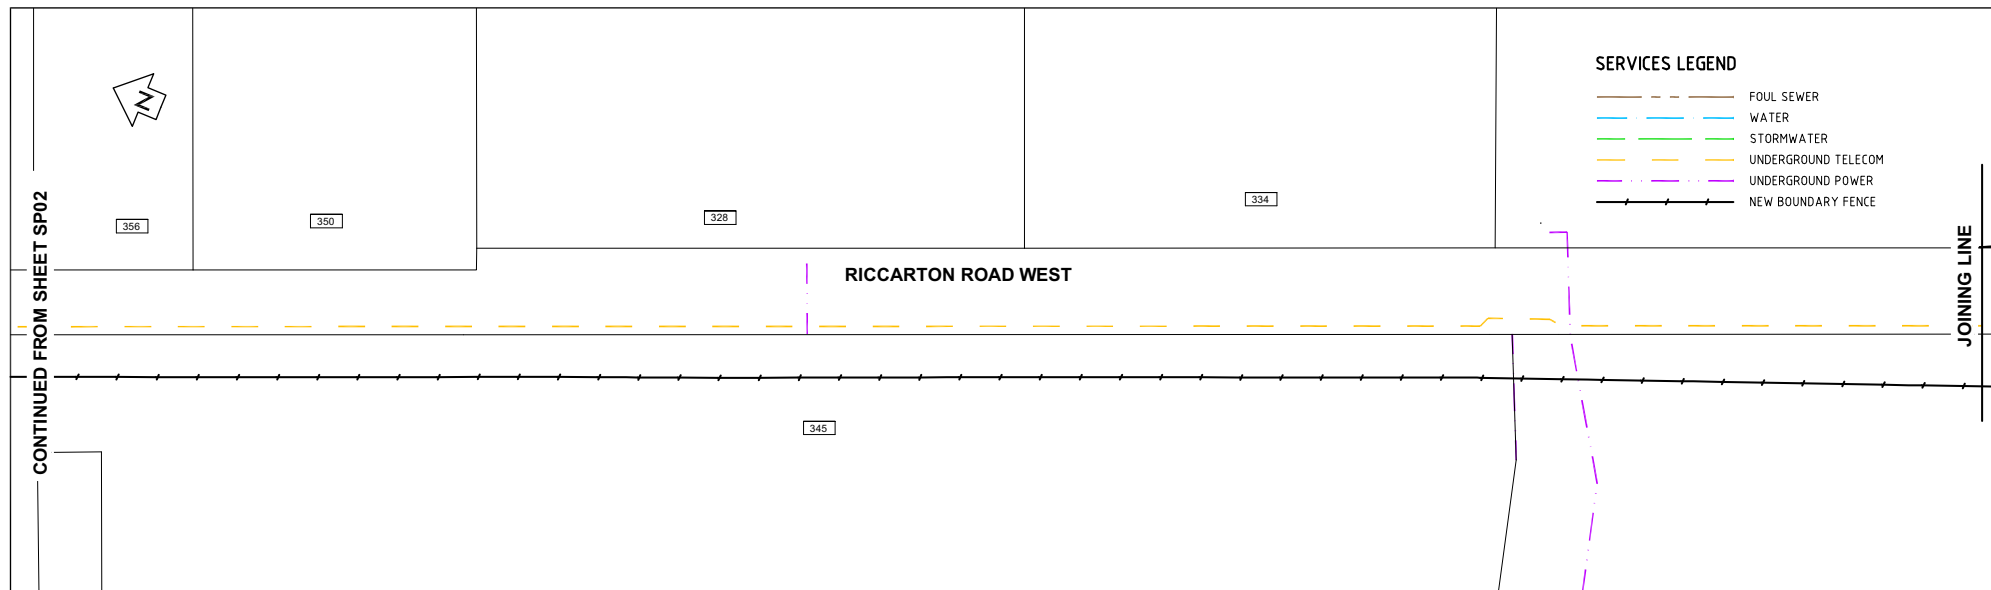 N
SERVICES LEGEND
FOUL SEWER
WATER
STORMWATER
UNDERGROUND TELECOM
UNDERGROUND POWER
NEW BOUNDARY FENCE
356
350
328
334
CONTINUED FROM SHEET SP02
RICCARTON ROAD WEST
JOINING LINE
345